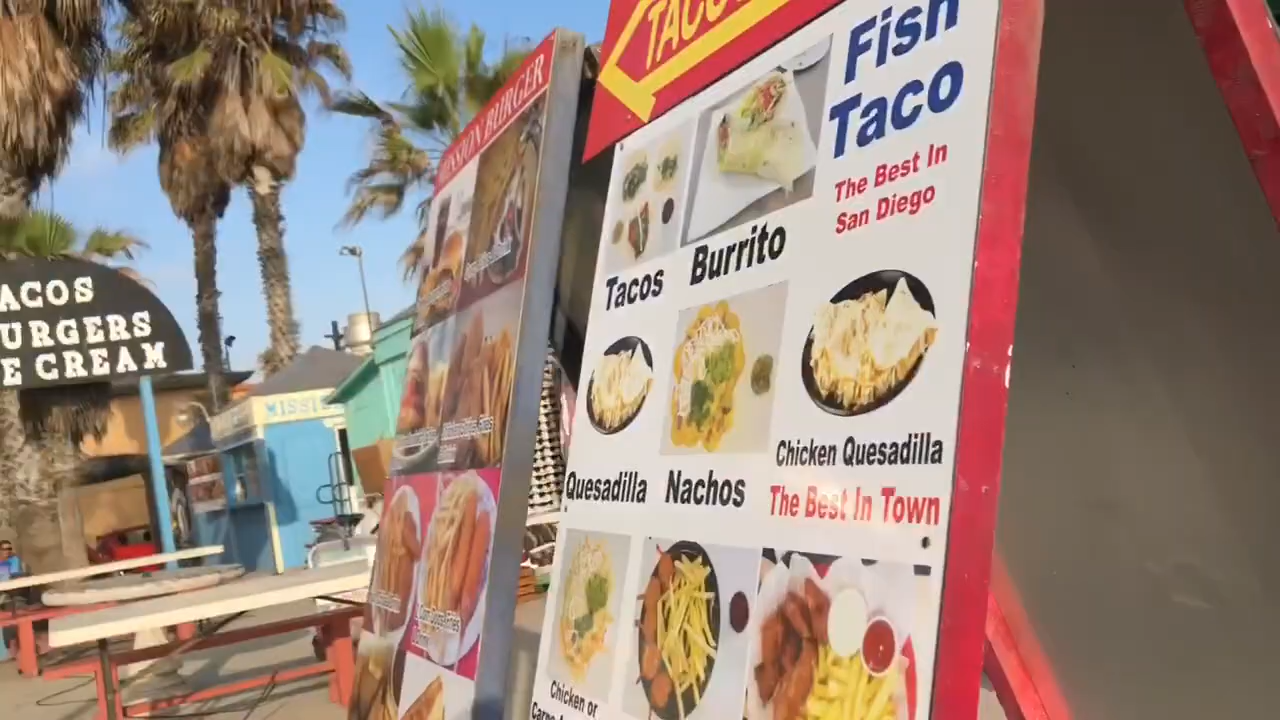 TACO
Fish
Taco
The Best In
San Diego
Tacos
Burrito
Quesadilla
Nachos
Chicken Quesadilla
The Best In Town
Chicken or
MISSION BURGER
ACOS
URGERS
E CREAM
MISSI